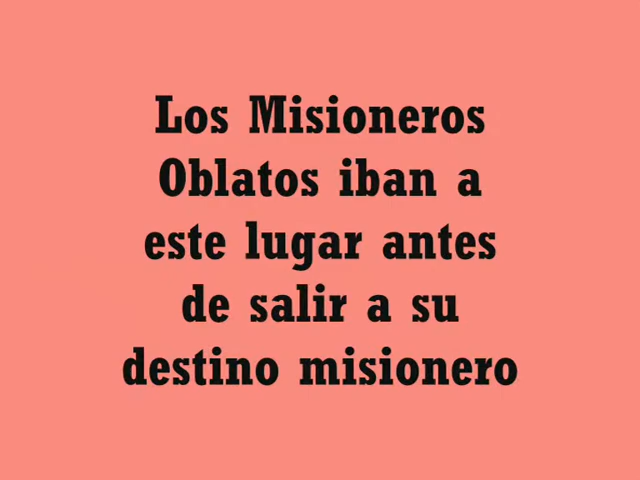 Los Misioneros
Oblatos iban a
este lugar antes
de salir a su
destino misionero